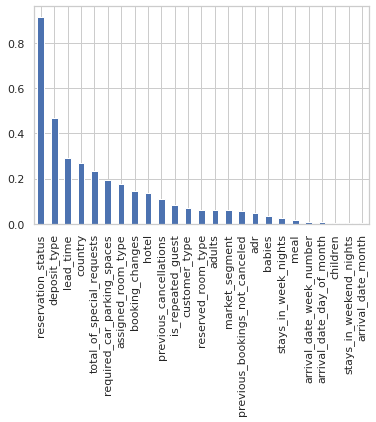 0.8
0.6
0.4
0.2
0.0
reservation_status
deposit_type
lead_time
country
total_of_special_requests
required_car_parking_spaces
assigned_room_type
booking_changes
hotel
previous_cancellations
is_repeated_guest
customer_type
reserved_room_type
adults
market_segment
previous_bookings_not_canceled
adr
babies
stays_in_week_nights
meal
arrival_date_week_number
arrival_date_day_of_month
children
stays_in_weekend_nights
arrival_date_month